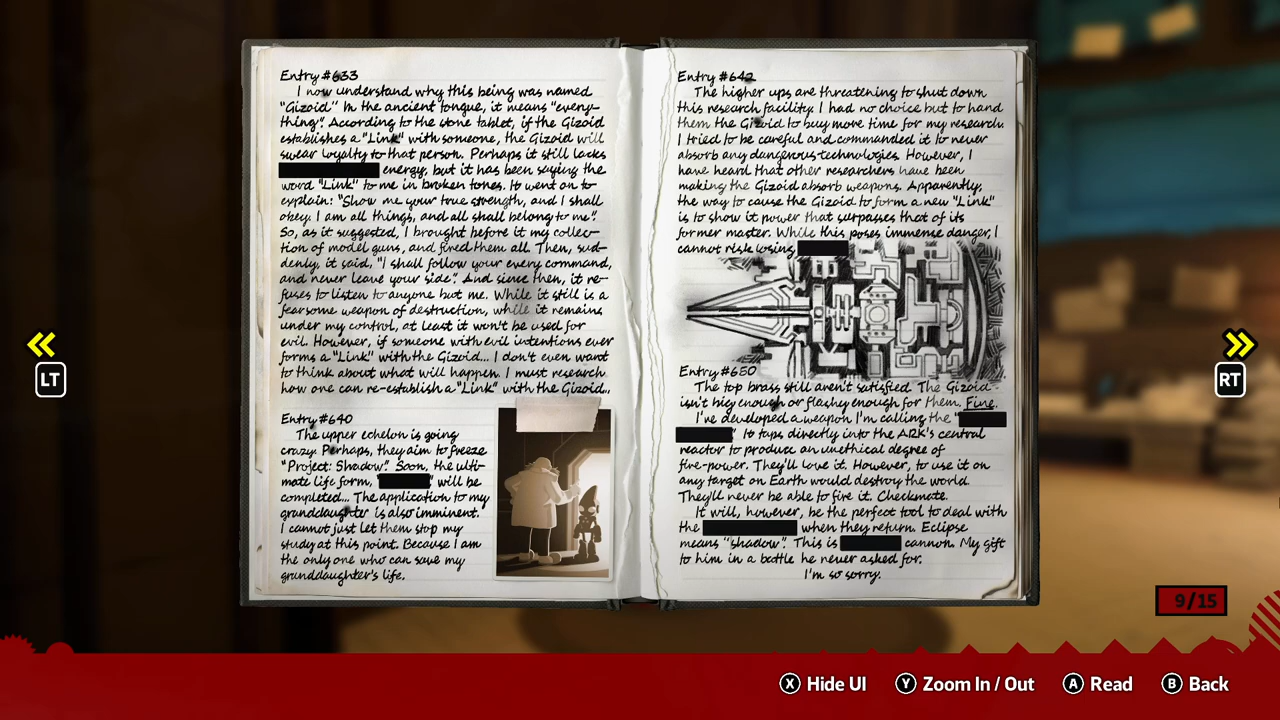 Entry #633
I now understand why this being was named
"Gizoid." In the ancient tongue, it means "every-
thing". According to the stone tablet, if the Gizoid
establishes a "Link" with someone, the Gizoid will
swear loyalty to that person. Perhaps it still lacks
energy, but it has been saying the
word "Link" to me in broken tones. It went on to
explain: "Show me your true strength, and I shall
obey. I am all things, and all shall belong to me".
So, as it suggested, I brought before it my collec-
tion of model guns, and fired them all. Then, sud-
denly, it said, "I shall follow your every command,
and never leave your side". And since then, it re-
fuses to listen to anyone but me. While it still is a
fearsome weapon of destruction, while it remains
under my control, at least it won't be used for
evil. However, if someone with evil intentions ever
forms a "Link" with the Gizoid... I don't even want
to think about what will happen. I must research
how one can re-establish a "Link" with the Gizoid...
Entry #640
The upper echelon is going
crazy. Perhaps, they aim to freeze
"Project: Shadow". Soon, the ulti-
mate life form, " " will be
completed... The application to my
granddaughter is also imminent.
I cannot just let them stop my
study at this point. Because I am
the only one who can save my
granddaughter's life.
Entry #642
The higher ups are threatening to shut down
this research facility. I had no choice but to hand
them the Gizoid to buy more time for my research.
I tried to be careful and commanded it to never
absorb any dangerous technologies. However, I
have heard that other researchers have been
making the Gizoid absorb weapons. Apparently,
the way to cause the Gizoid to form a new "Link"
is to show it power that surpasses that of its
former master. While this poses immense danger, I
cannot risk losing
Entry #650
The top brass still aren't satisfied. The Gizoid
isn't big enough or flashy enough for them. Fine.
I've developed a weapon I'm calling the "
." It taps directly into the ARK's central
reactor to produce an unethical degree of
fire-power. They'll love it. However, to use it on
any target on Earth would destroy the world.
They'll never be able to fire it. Checkmate.
It will, however, be the perfect tool to deal with
the when they return. Eclipse
means "shadow". This is cannon. My gift
to him in a battle he never asked for.
I'm so sorry.
LT
RT
9/15
X Hide UI Y Zoom In / Out A Read B Back